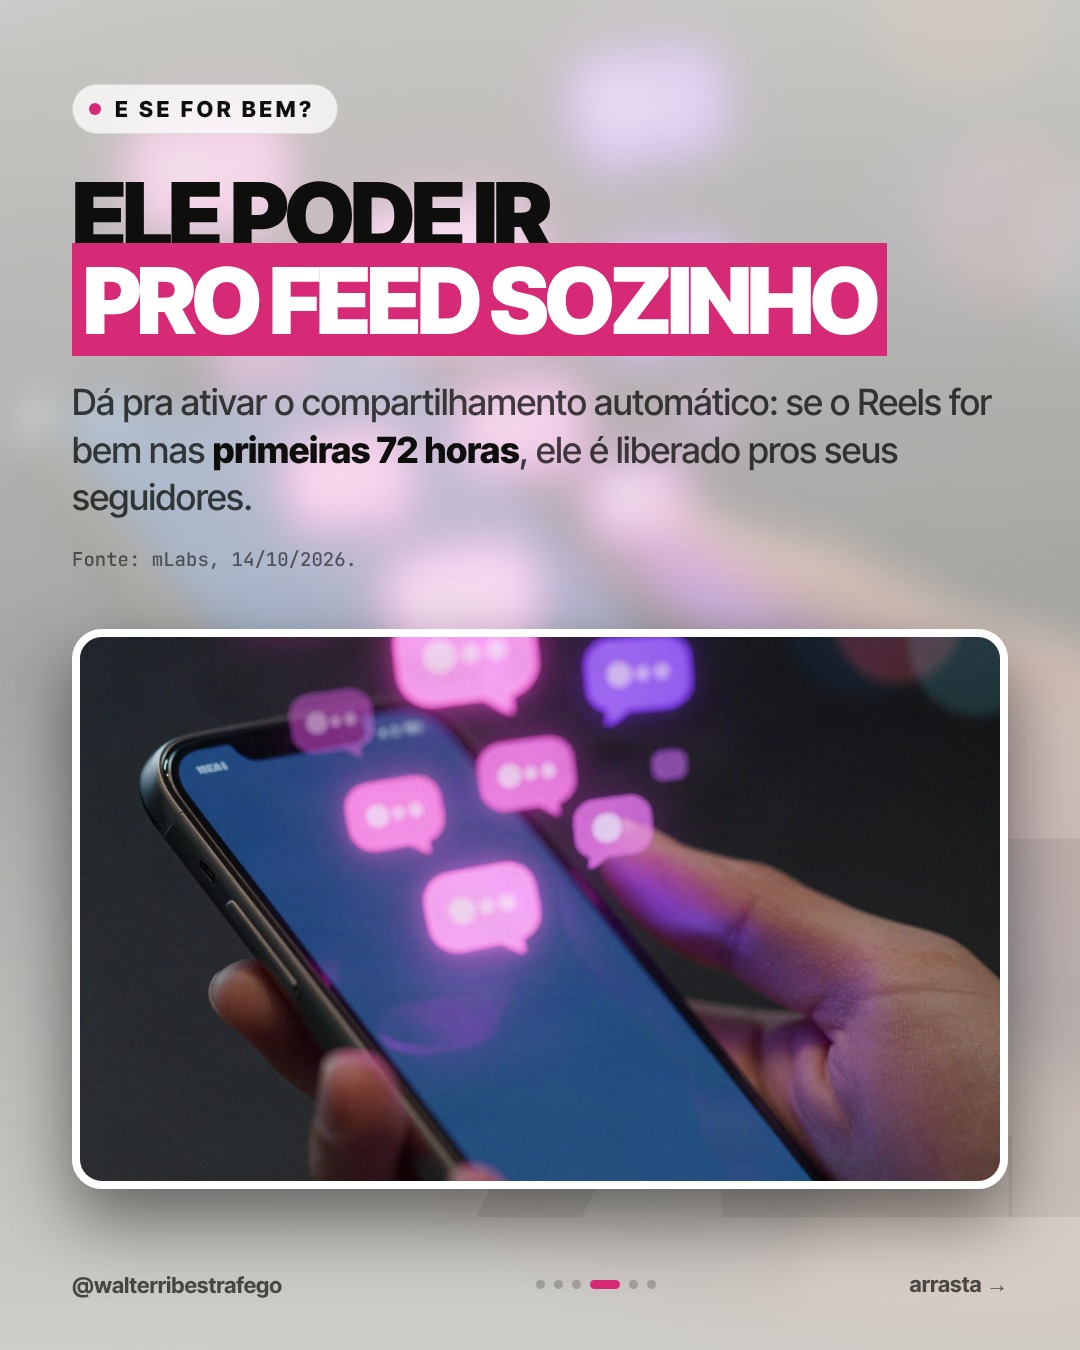 E SE FOR BEM?
ELE PODE IR
PRO FEED SOZINHO
Dá pra ativar o compartilhamento automático: se o Reels for
bem nas primeiras 72 horas, ele é liberado pros seus
seguidores.
Fonte: mLabs, 14/10/2026.
@walterribestrafego
arrasta →